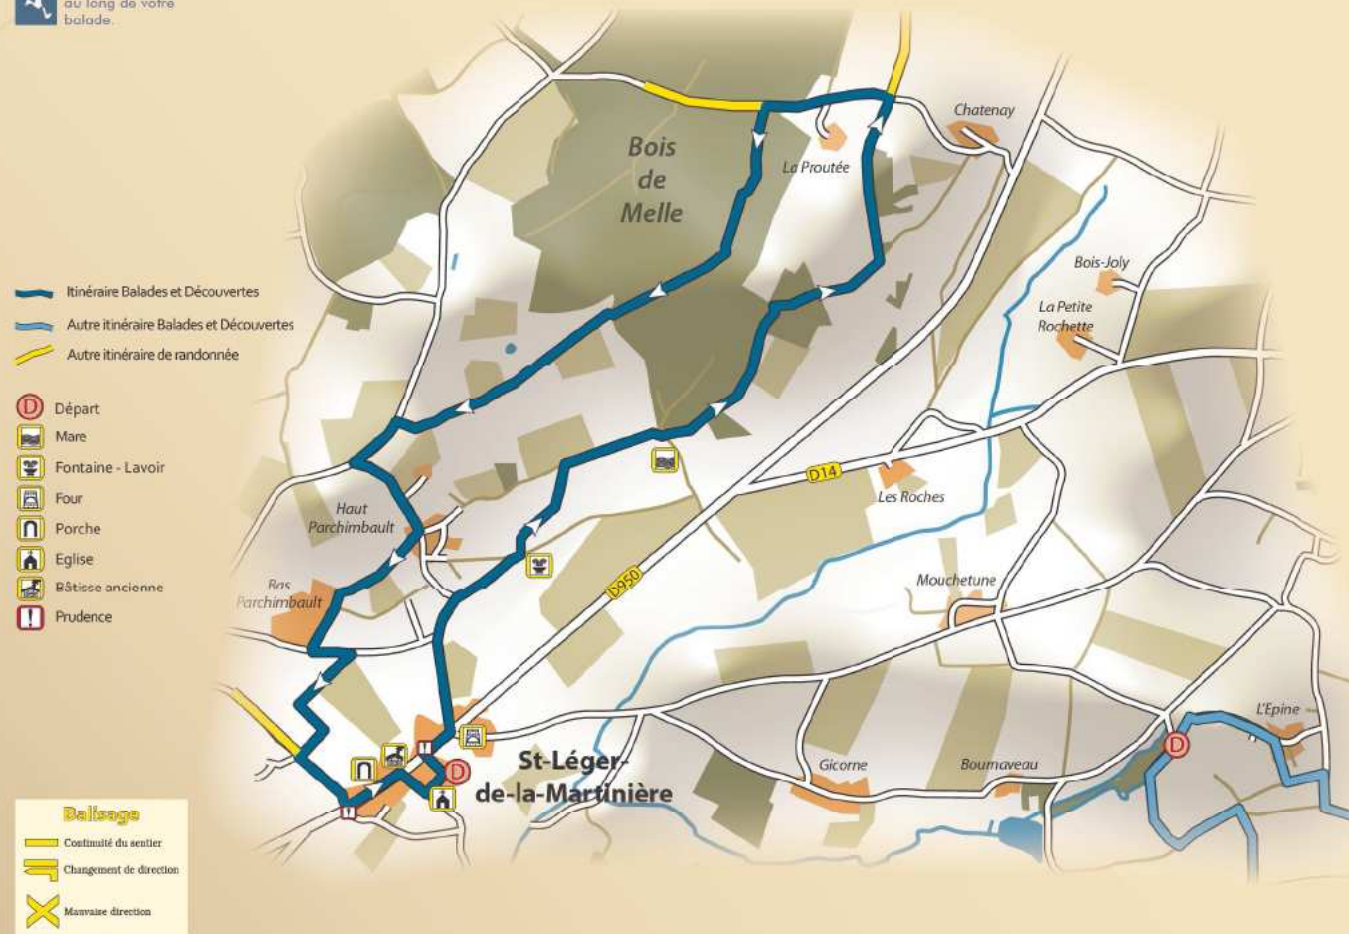 au long de votre
balade.
Chatenay
Bois
de
Melle
La Proutée
Bois-Joly
Itinéraire Balades et Découvertes
La Petite
Rochette
Autre itinéraire Balades et Découvertes
Autre itinéraire de randonnée
D
Départ
Mare
Fontaine - Lavoir
D14
Les Roches
Four
Haut
Parchimbault
Porche
Eglise
D950
Mouchetune
Bâtisse ancienne
Bas
Parchimbault
! Prudence
L'Epine
!
D
St-Léger-
de-la-Martinière
D
Gicorne
Bournaveau
!
Balisage
Continuité du sentier
Changement de direction
Mauvaise direction